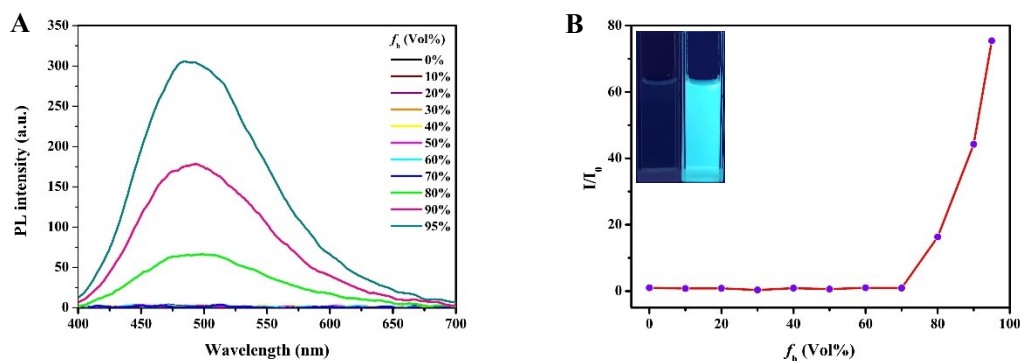 A
f_h (Vol%)
0%
10%
20%
30%
40%
50%
60%
70%
80%
90%
95%
PL intensity (a.u.)
350
300
250
200
150
100
50
0
400 450 500 550 600 650 700
Wavelength (nm)
B
I/I₀
80
60
40
20
0
0 20 40 60 80 100
f_h (Vol%)